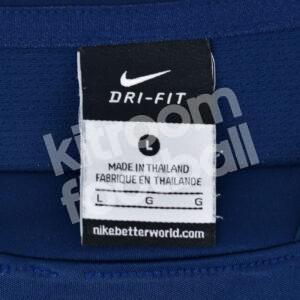 DRI-FIT
L
MADE IN THAILAND
FABRIQUE EN THAILANDE
L G G
nikebetterworld.com
kitroom
football